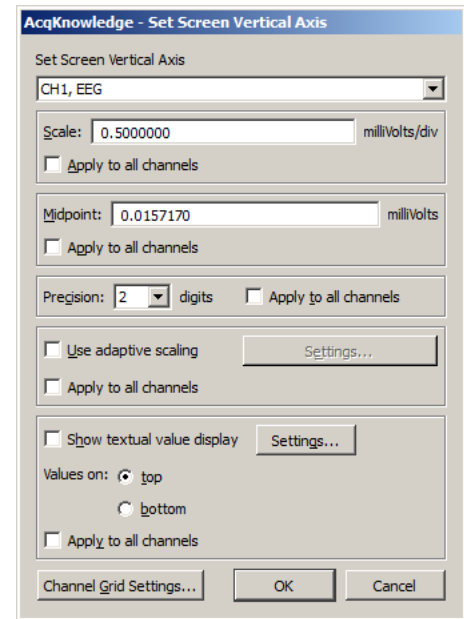 AcqKnowledge - Set Screen Vertical Axis
Set Screen Vertical Axis
CH1, EEG
Scale: 0.5000000 milliVolts/div
Apply to all channels
Midpoint: 0.0157170 milliVolts
Apply to all channels
Precision: 2 digits Apply to all channels
Use adaptive scaling Settings...
Apply to all channels
Show textual value display Settings...
Values on: top
bottom
Apply to all channels
Channel Grid Settings... OK Cancel